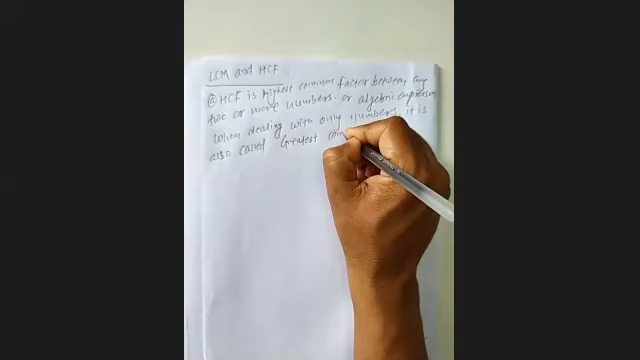 LCM and HCF
@ HCF is Highest common factor between any
two or more numbers. or algebric expression
When dealing with only numbers, it is
also called Greatest com